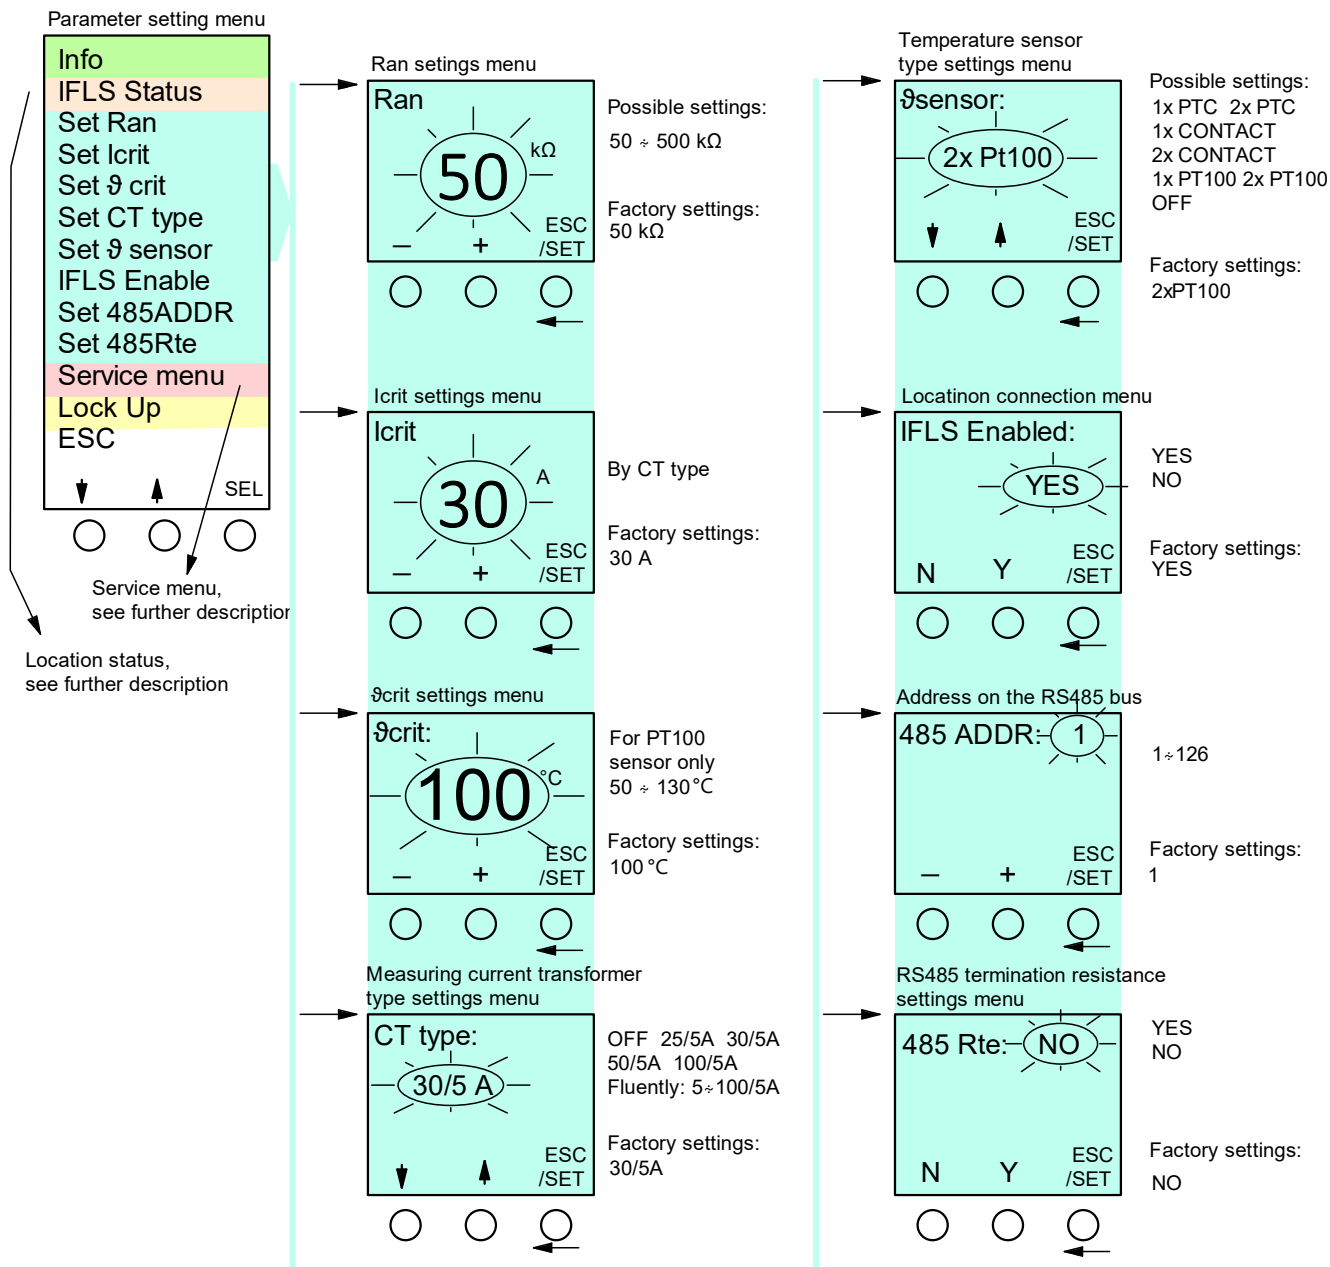 Parameter setting menu
Info
IFLS Status
Set Ran
Set Icrit
Set ϑ crit
Set CT type
Set ϑ sensor
IFLS Enable
Set 485ADDR
Set 485Rte
Service menu
Lock Up
ESC
SEL
Service menu,
see further description
Location status,
see further description
Ran setings menu
Ran
50 kΩ
– + ESC
/SET
Possible settings:
50 ÷ 500 kΩ
Factory settings:
50 kΩ
Icrit settings menu
Icrit
30 A
– + ESC
/SET
By CT type
Factory settings:
30 A
ϑcrit settings menu
ϑcrit:
100 °C
– + ESC
/SET
For PT100
sensor only
50 ÷ 130°C
Factory settings:
100 °C
Measuring current transformer
type settings menu
CT type:
30/5 A
ESC
/SET
OFF 25/5A 30/5A
50/5A 100/5A
Fluently: 5÷100/5A
Factory settings:
30/5A
Temperature sensor
type settings menu
ϑsensor:
2x Pt100
ESC
/SET
Possible settings:
1x PTC 2x PTC
1x CONTACT
2x CONTACT
1x PT100 2x PT100
OFF
Factory settings:
2xPT100
Locatinon connection menu
IFLS Enabled:
YES
N Y ESC
/SET
YES
NO
Factory settings:
YES
Address on the RS485 bus
485 ADDR: 1
– + ESC
/SET
1÷126
Factory settings:
1
RS485 termination resistance
settings menu
485 Rte: NO
N Y ESC
/SET
YES
NO
Factory settings:
NO